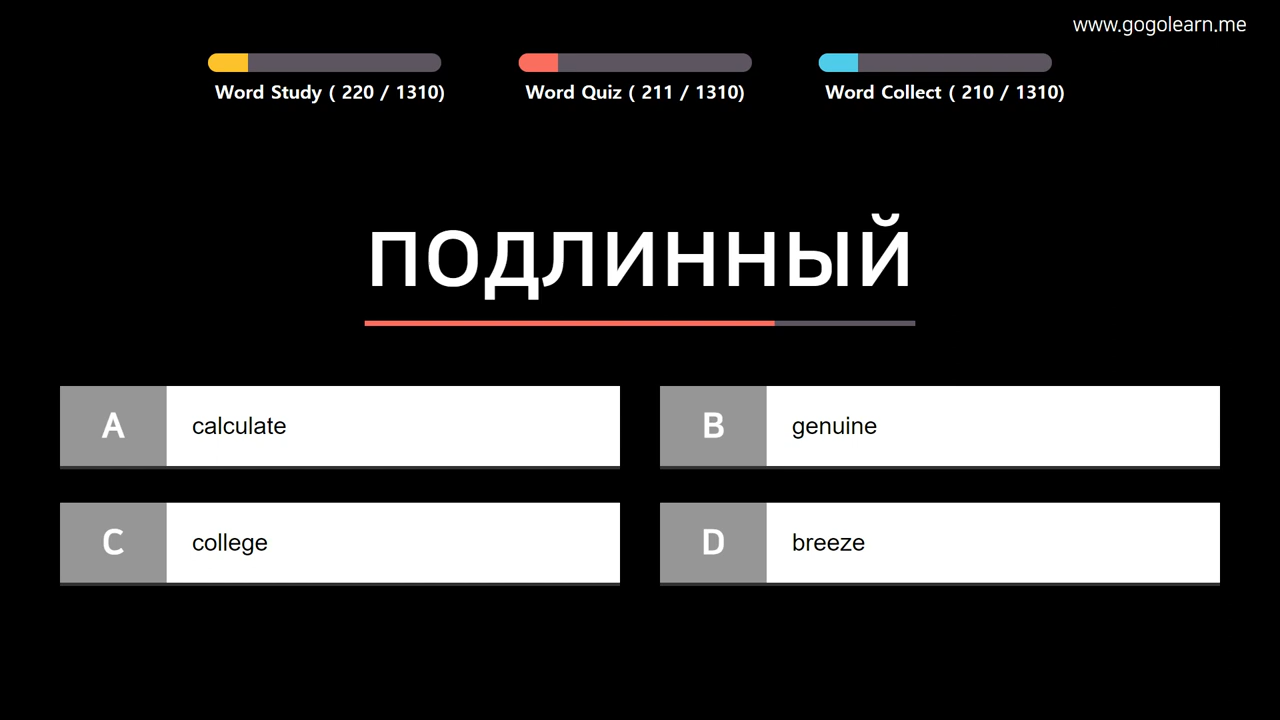 www.gogolearn.me
Word Study ( 220 / 1310)
Word Quiz ( 211 / 1310)
Word Collect ( 210 / 1310)
подлинный
A calculate
B genuine
C college
D breeze